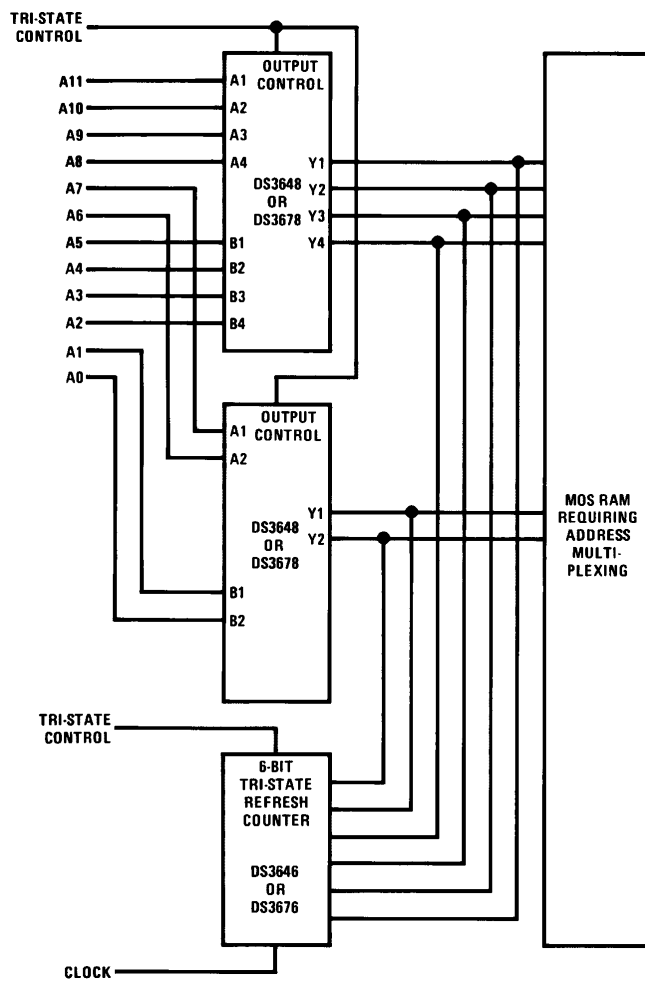 TRI-STATE
CONTROL
OUTPUT
CONTROL
A11
A10
A9
A8
A7
A6
A5
A4
A3
A2
A1
A0
A1
A2
A3
A4
B1
B2
B3
B4
DS3648
OR
DS3678
Y1
Y2
Y3
Y4
OUTPUT
CONTROL
A1
A2
B1
B2
DS3648
OR
DS3678
Y1
Y2
MOS RAM
REQUIRING
ADDRESS
MULTI-
PLEXING
TRI-STATE
CONTROL
6-BIT
TRI-STATE
REFRESH
COUNTER
DS3646
OR
DS3676
CLOCK